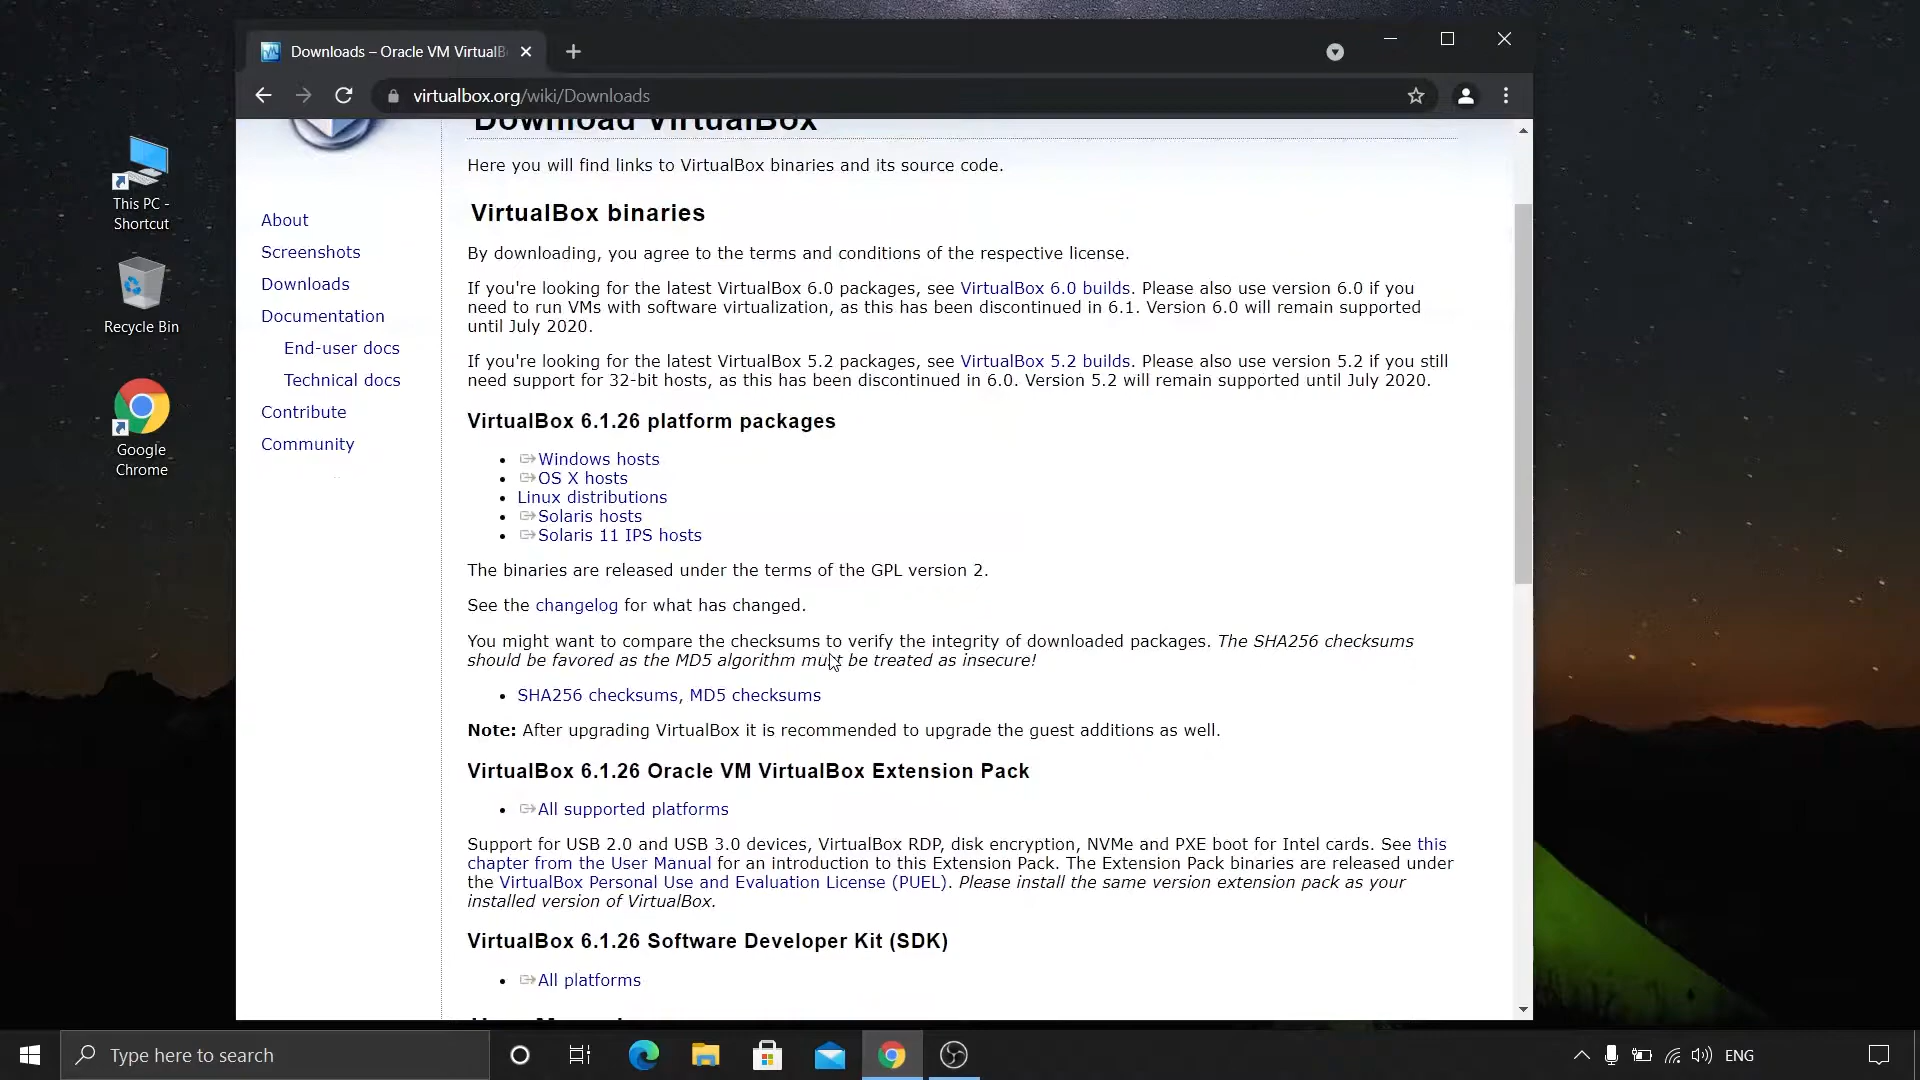 Downloads – Oracle VM VirtualB
virtualbox.org/wiki/Downloads
This PC -
Shortcut
Recycle Bin
Google
Chrome
About
Screenshots
Downloads
Documentation
End-user docs
Technical docs
Contribute
Community
Download VirtualBox
Here you will find links to VirtualBox binaries and its source code.
VirtualBox binaries
By downloading, you agree to the terms and conditions of the respective license.
If you're looking for the latest VirtualBox 6.0 packages, see VirtualBox 6.0 builds. Please also use version 6.0 if you
need to run VMs with software virtualization, as this has been discontinued in 6.1. Version 6.0 will remain supported
until July 2020.
If you're looking for the latest VirtualBox 5.2 packages, see VirtualBox 5.2 builds. Please also use version 5.2 if you still
need support for 32-bit hosts, as this has been discontinued in 6.0. Version 5.2 will remain supported until July 2020.
VirtualBox 6.1.26 platform packages
Windows hosts
OS X hosts
Linux distributions
Solaris hosts
Solaris 11 IPS hosts
The binaries are released under the terms of the GPL version 2.
See the changelog for what has changed.
You might want to compare the checksums to verify the integrity of downloaded packages. The SHA256 checksums
should be favored as the MD5 algorithm must be treated as insecure!
SHA256 checksums, MD5 checksums
Note: After upgrading VirtualBox it is recommended to upgrade the guest additions as well.
VirtualBox 6.1.26 Oracle VM VirtualBox Extension Pack
All supported platforms
Support for USB 2.0 and USB 3.0 devices, VirtualBox RDP, disk encryption, NVMe and PXE boot for Intel cards. See this
chapter from the User Manual for an introduction to this Extension Pack. The Extension Pack binaries are released under
the VirtualBox Personal Use and Evaluation License (PUEL). Please install the same version extension pack as your
installed version of VirtualBox.
VirtualBox 6.1.26 Software Developer Kit (SDK)
All platforms
Type here to search
ENG